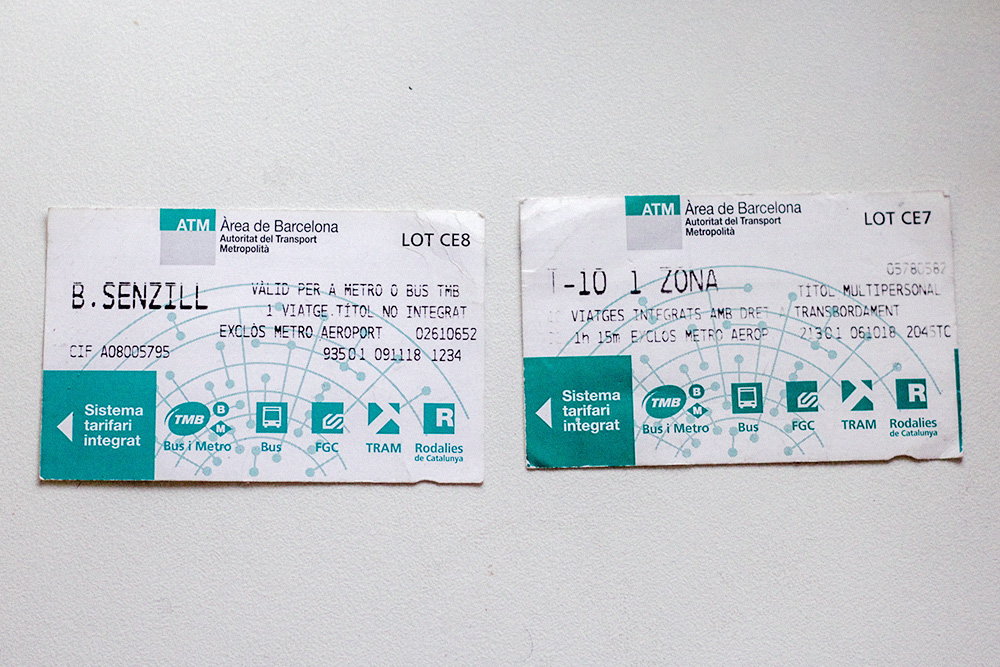 ATM Àrea de Barcelona
Autoritat del Transport
Metropolità
LOT CE8
B.SENZILL
VÀLID PER A METRO O BUS TMB
1 VIATGE.TÍTOL NO INTEGRAT
EXCLÒS METRO AEROPORT 02610652
CIF A08005795 93501 091118 1234
Sistema
tarifari
integrat
TMB B M
Bus i Metro
Bus
FGC
TRAM
R
Rodalies
de Catalunya
ATM Àrea de Barcelona
Autoritat del Transport
Metropolità
LOT CE7
05780582
T-10 1 ZONA
TÍTOL MULTIPERSONAL
VIATGES INTEGRATS AMB DRET A TRANSBORDAMENT
1h 15m EXCLOS METRO AEROP 21301 061018 2045TC
Sistema
tarifari
integrat
TMB B M
Bus i Metro
Bus
FGC
TRAM
R
Rodalies
de Catalunya